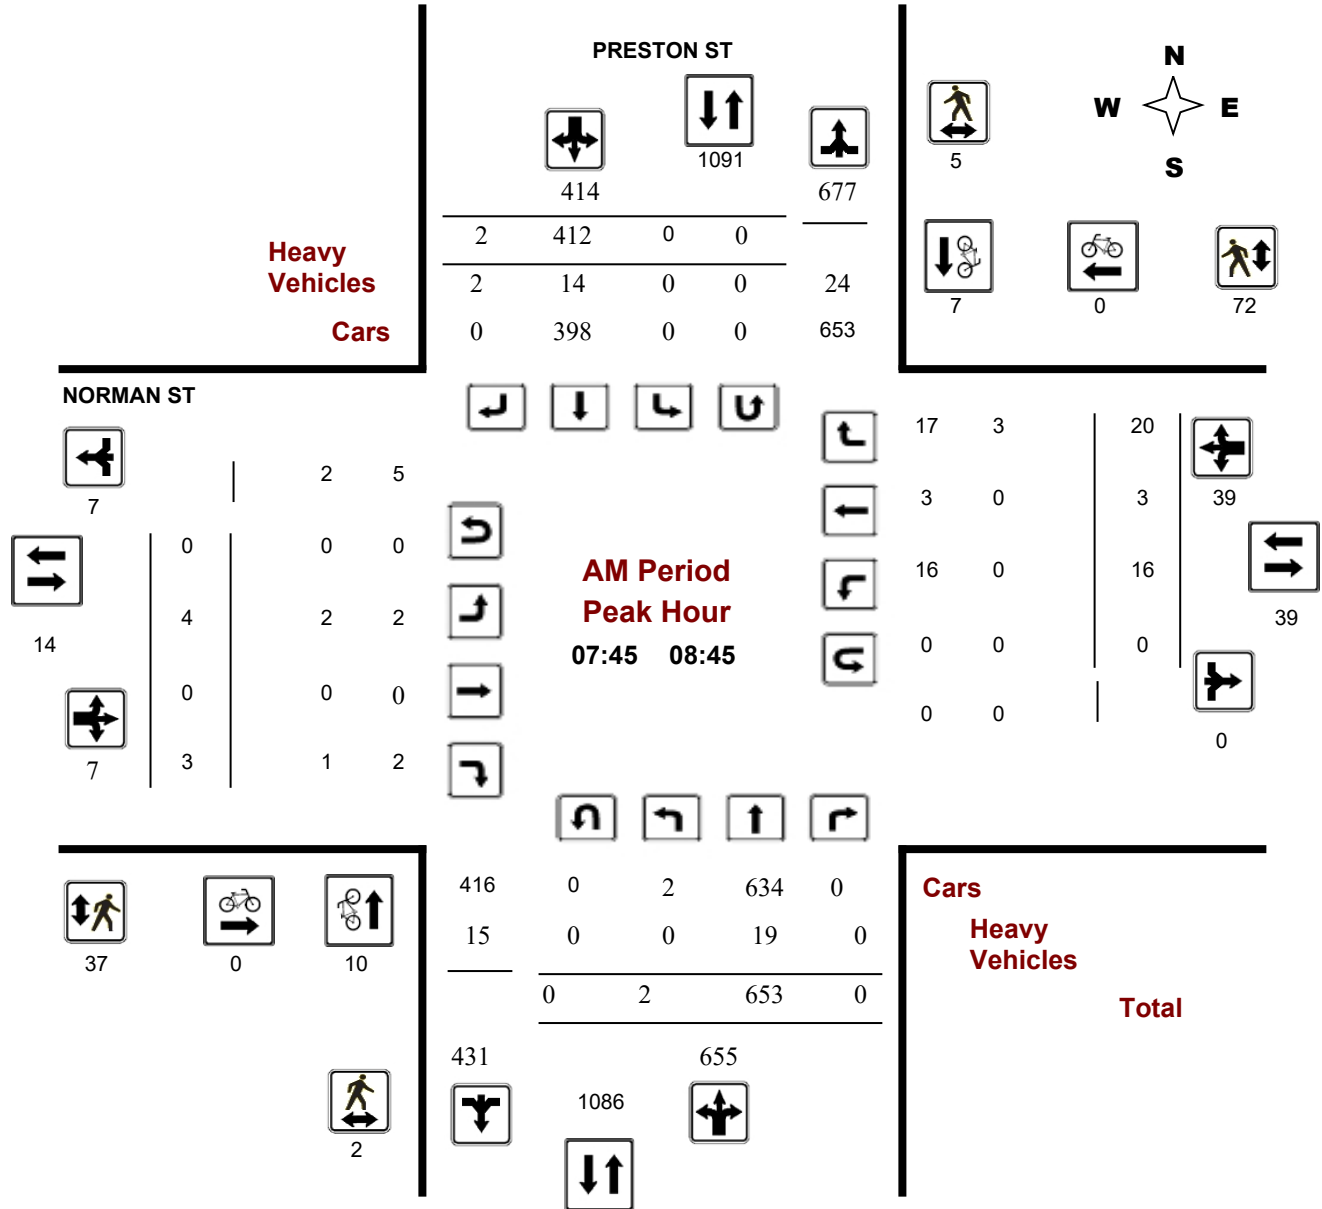 PRESTON ST
N
W E
S
1091
414 677
5
2 412 0 0
Heavy
Vehicles 2 14 0 0 24
Cars 0 398 0 0 653
7 0 72
NORMAN ST
17 3 20
2 5
7
3 0 3 39
0 0 0
AM Period
16 0 16
Peak Hour
4 2 2
39
14
07:45 08:45
0 0 0
0 0 0
0 0
0
7 3 1 2
416 0 2 634 0
Cars
15 0 0 19 0
Heavy
Vehicles
37 0 10
0 2 653 0
Total
431 655
1086
2